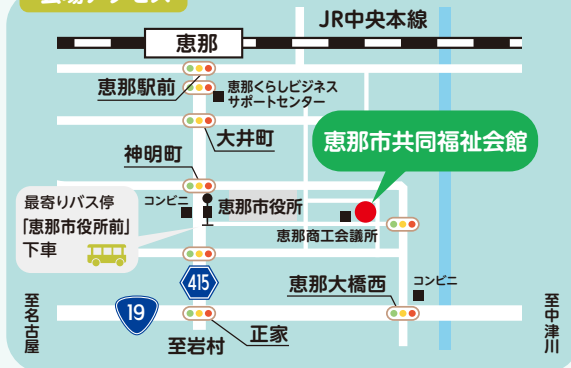 会場アクセス
JR中央本線
恵那
恵那駅前
恵那くらしビジネス
サポートセンター
大井町
恵那市共同福祉会館
神明町
最寄りバス停
「恵那市役所前」
下車
コンビニ
恵那市役所
恵那商工会議所
415
恵那大橋西
コンビニ
19
至名古屋
至中津川
正家
至岩村